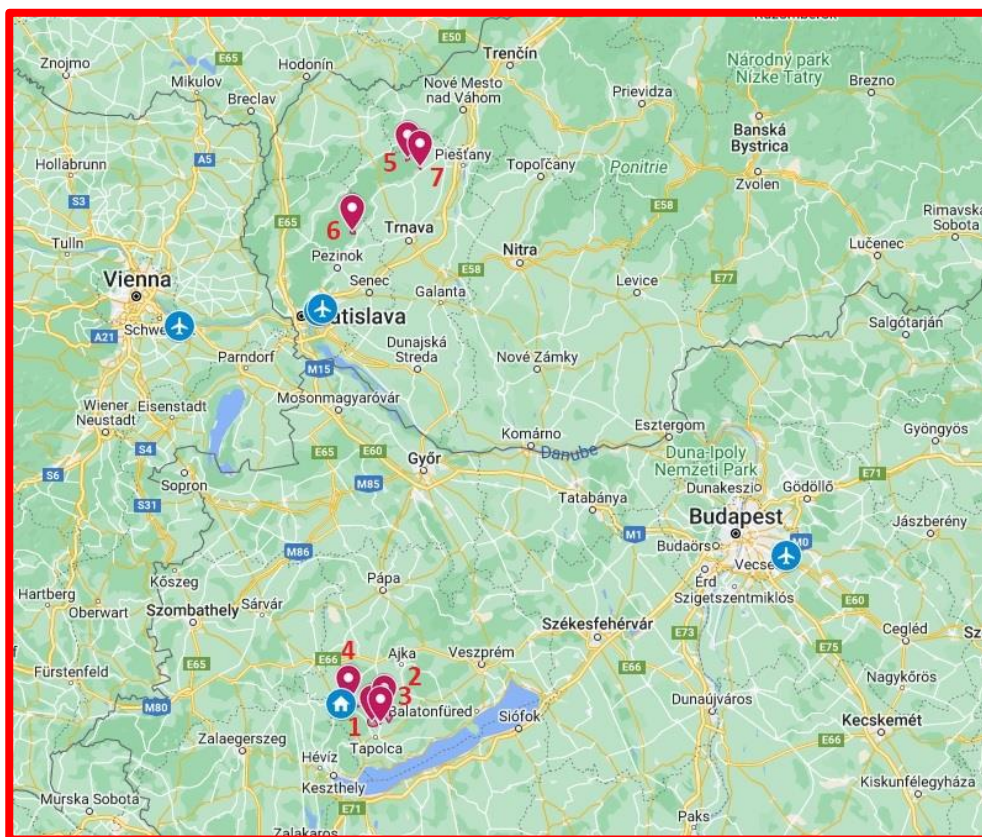 Ružomberok
E50
Trenčín
Znojmo
E65
Hodonín
Národný park
Nízke Tatry
Mikulov
Nové Mesto
nad Váhom
Prievidza
Brezno
Breclav
Banská
Bystrica
Hollabrunn
A5
5
Piešťany
7
Topoľčany
Ponitrie
Zvolen
S3
E65
6
E58
Rimavská
Sobota
Tulln
Trnava
Nitra
Lučenec
Pezinok
E58
E77
Vienna
Senec
Galanta
Levice
A21
Schwe
atislava
Salgótarján
Parndorf
Dunajská
Streda
Nové Zámky
M15
Wiener
Neustadt
Eisenstadt
Mosonmagyaróvár
Esztergom
Gyöngyös
S4
E65
E60
Komárno
Danube
Duna-Ipoly
Nemzeti Park
E71
S6
Sopron
Győr
M85
Dunakeszi
Gödöllő
S31
Tatabánya
Budapest
Jászberény
M86
M1
Budaörs
M0
Vecsé
Kőszeg
Pápa
Érd
Szigetszentmiklós
Hartberg
Oberwart
Szombathely
Sárvár
E60
Székesfehérvár
E73
Cegléd
Sz
E66
4
Ajka
Veszprém
E75
Fürstenfeld
E65
2
E66
Nagykőrös
M80
3
Balatonfüred
Dunaújváros
1
Siófok
Kecskemét
Zalaegerszeg
Tapolca
E66
Hévíz
Keszthely
Kiskunfélegyháza
Murska Sobota
E71
Paks
Zalakaros